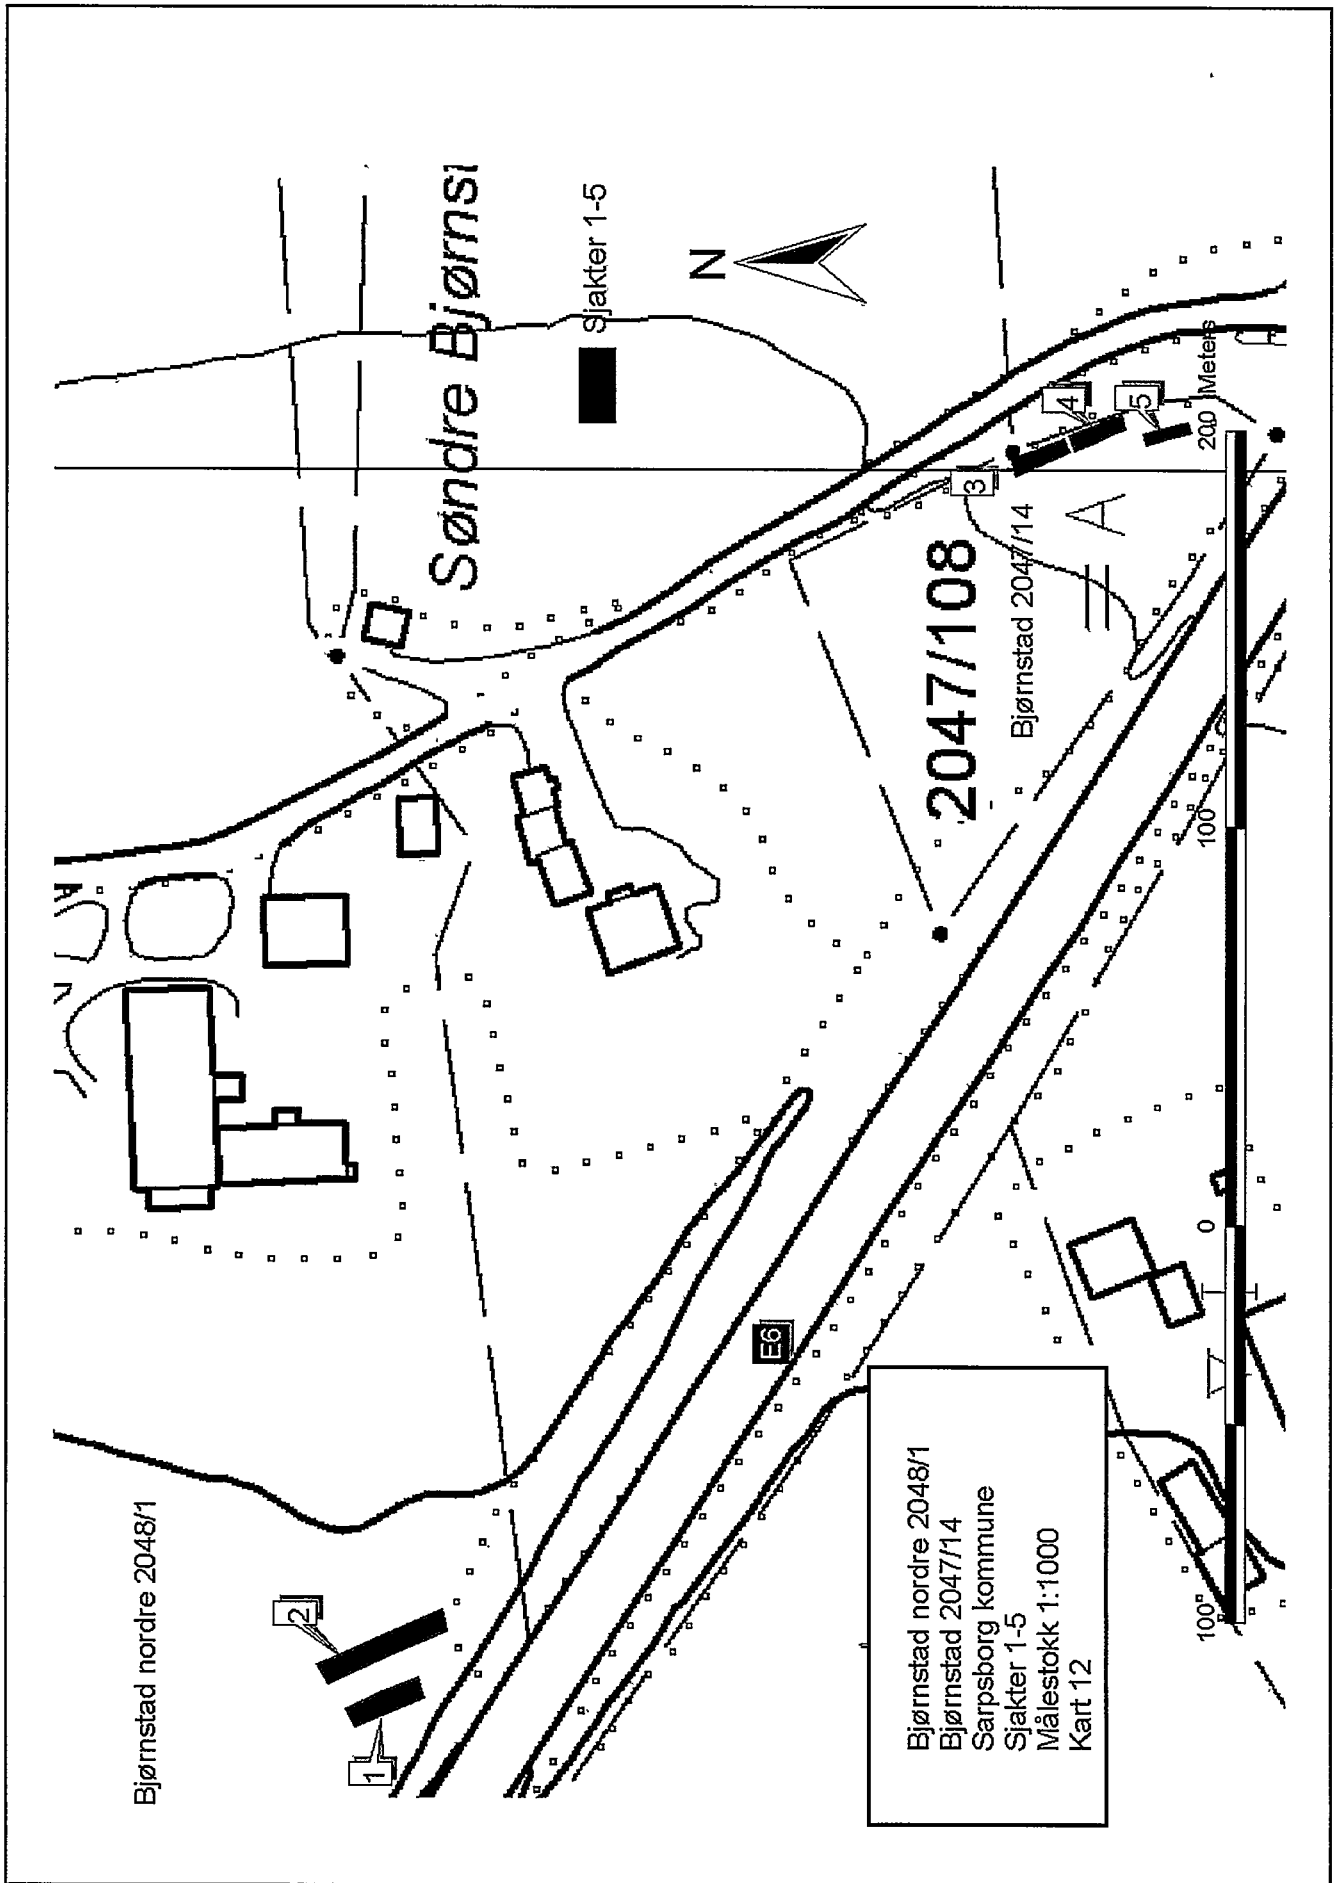 Bjørnstad nordre 2048/1
2
1
Søndre Bjørnst
Sjakter 1-5
N
E6
2047/108
Bjørnstad 2047/14
3
4
5
Bjørnstad nordre 2048/1
Bjørnstad 2047/14
Sarpsborg kommune
Sjakter 1-5
Målestokk 1:1000
Kart 12
100 0 100 200 Meters